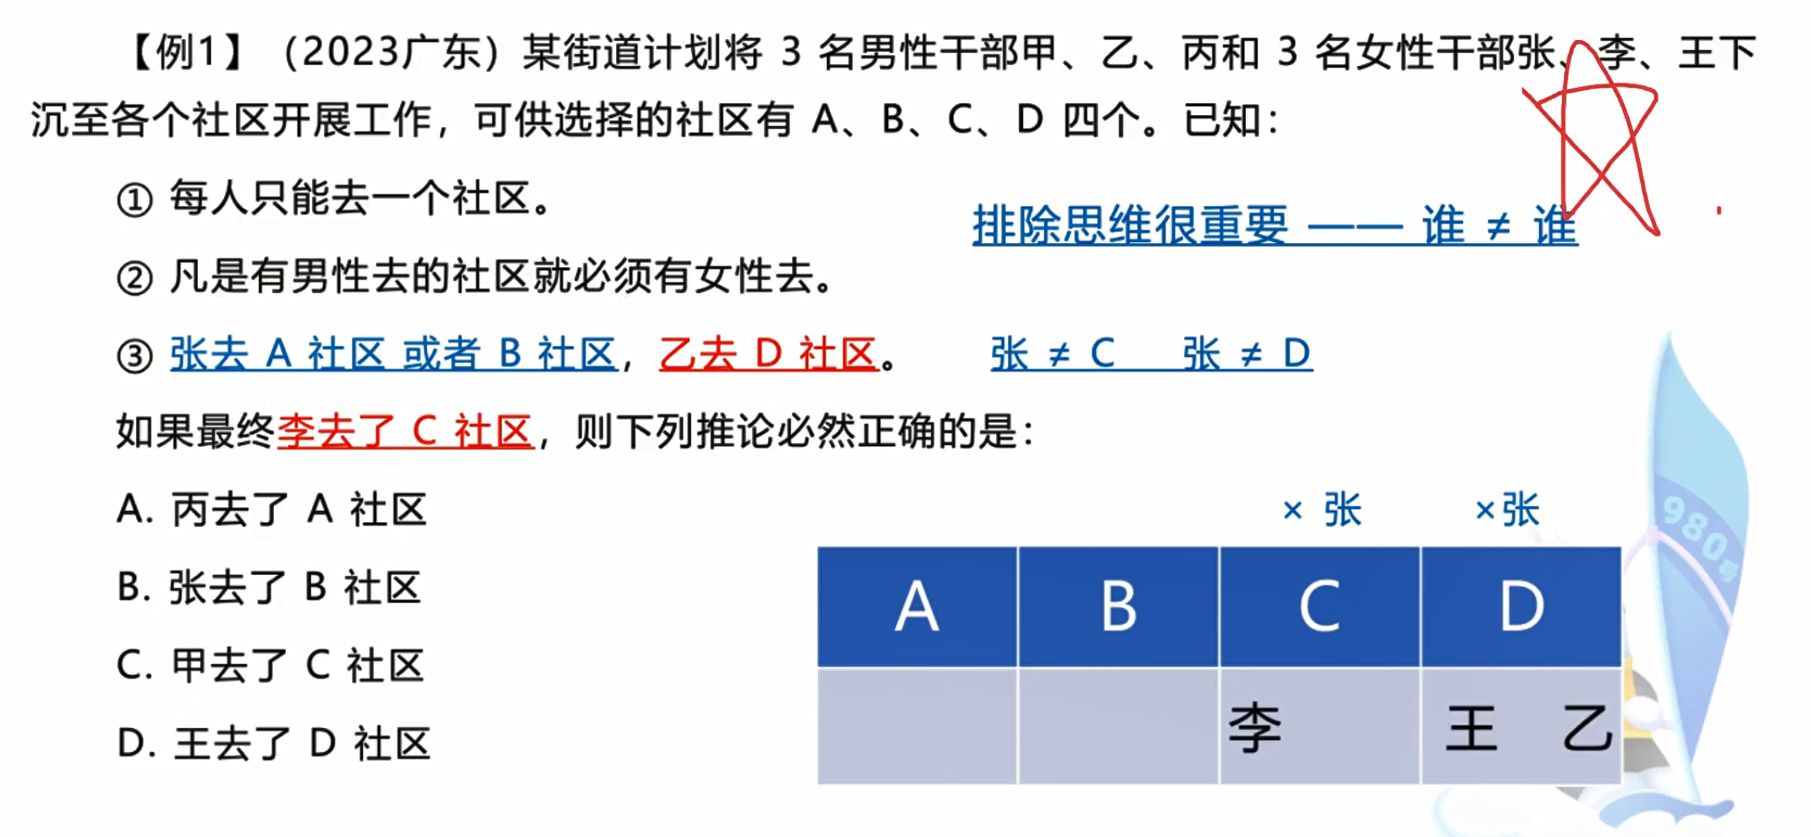 【例1】（2023广东）某街道计划将 3 名男性干部甲、乙、丙和 3 名女性干部张、李、王下
沉至各个社区开展工作，可供选择的社区有 A、B、C、D 四个。已知：
① 每人只能去一个社区。
排除思维很重要 —— 谁 ≠ 谁
② 凡是有男性去的社区就必须有女性去。
③ 张去 A 社区 或者 B 社区，乙去 D 社区。 张 ≠ C 张 ≠ D
如果最终李去了 C 社区，则下列推论必然正确的是：
A. 丙去了 A 社区
B. 张去了 B 社区
C. 甲去了 C 社区
D. 王去了 D 社区
× 张 ×张
A B C D
李 王 乙
980号